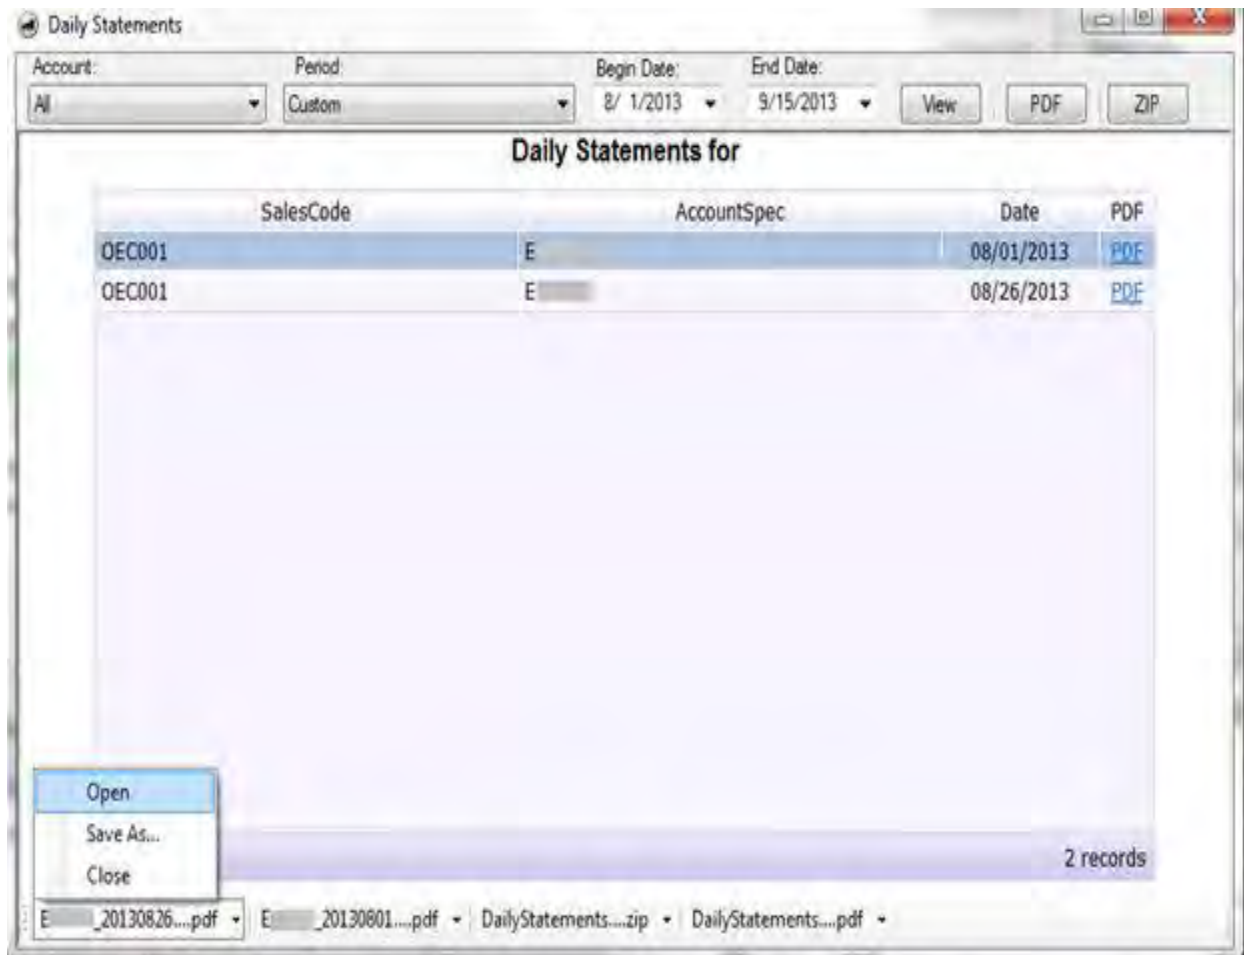 Daily Statements
Account: Period Begin Date: End Date:
All Custom 8/ 1/2013 9/15/2013 View PDF ZIP
Daily Statements for
SalesCode AccountSpec Date PDF
OEC001 E 08/01/2013 PDF
OEC001 E 08/26/2013 PDF
Open
Save As...
Close
2 records
E _20130826....pdf E _20130801....pdf DailyStatements....zip DailyStatements....pdf